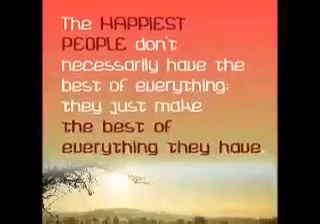 The HAPPIEST
PEOPLE don't
necessarily have the
best of everything;
they just make
the best of
everything they have.